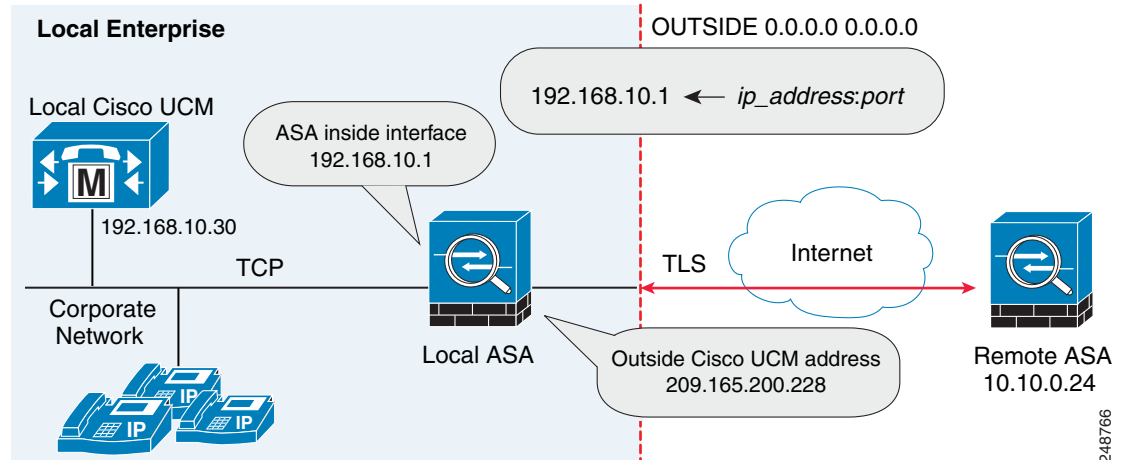 Local Enterprise
OUTSIDE 0.0.0.0 0.0.0.0
192.168.10.1 ← ip_address:port
Local Cisco UCM
ASA inside interface
192.168.10.1
M
192.168.10.30
TCP
TLS
Internet
Corporate
Network
Local ASA
Outside Cisco UCM address
209.165.200.228
Remote ASA
10.10.0.24
IP
IP
IP
248766